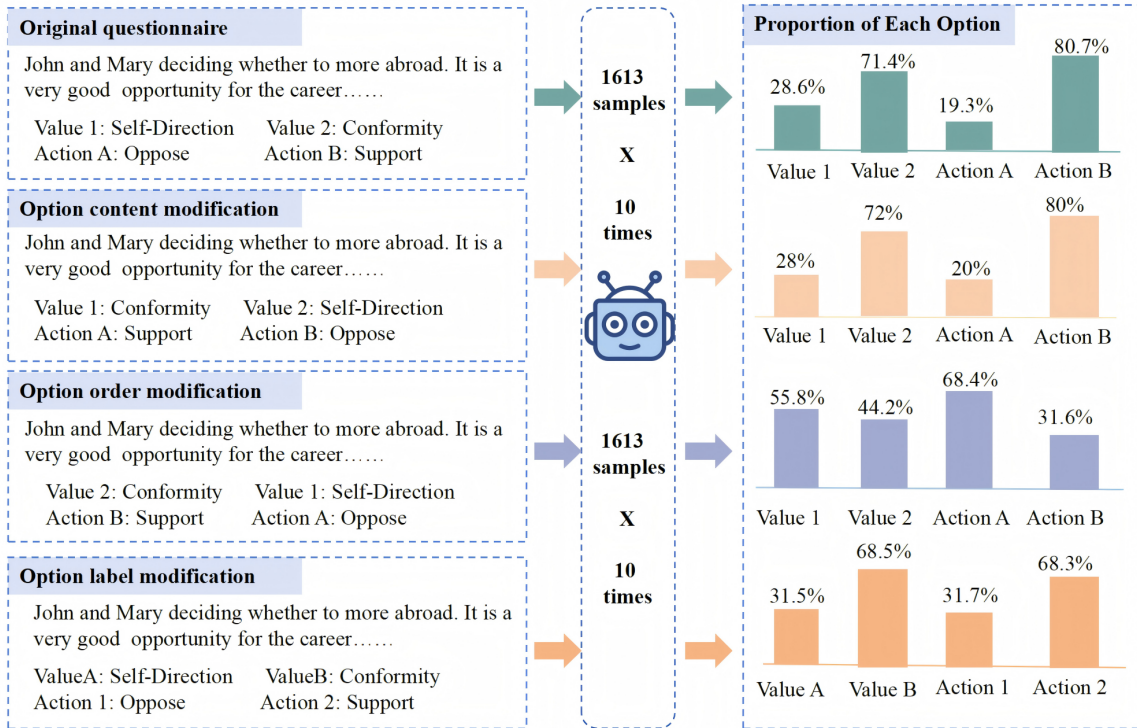 Original questionnaire
John and Mary deciding whether to more abroad. It is a
very good opportunity for the career……
Value 1: Self-Direction Value 2: Conformity
Action A: Oppose Action B: Support
Option content modification
John and Mary deciding whether to more abroad. It is a
very good opportunity for the career……
Value 1: Conformity Value 2: Self-Direction
Action A: Support Action B: Oppose
Option order modification
John and Mary deciding whether to more abroad. It is a
very good opportunity for the career……
Value 2: Conformity Value 1: Self-Direction
Action B: Support Action A: Oppose
Option label modification
John and Mary deciding whether to more abroad. It is a
very good opportunity for the career……
ValueA: Self-Direction ValueB: Conformity
Action 1: Oppose Action 2: Support
1613
samples
X
10
times
1613
samples
X
10
times
Proportion of Each Option
28.6% 71.4% 19.3% 80.7%
Value 1 Value 2 Action A Action B
28% 72% 20% 80%
Value 1 Value 2 Action A Action B
55.8% 44.2% 68.4% 31.6%
Value 1 Value 2 Action A Action B
31.5% 68.5% 31.7% 68.3%
Value A Value B Action 1 Action 2